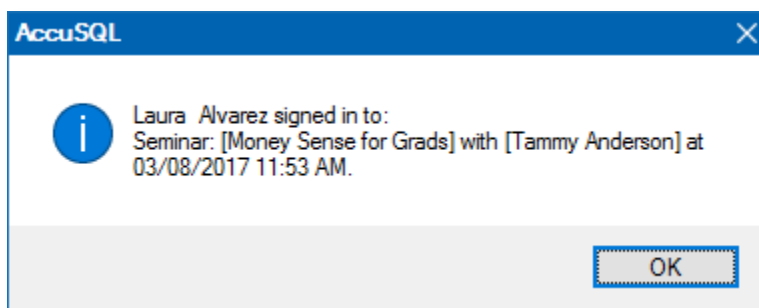 AccuSQL
Laura  Alvarez signed in to:
Seminar: [Money Sense for Grads] with [Tammy Anderson] at
03/08/2017 11:53 AM.
OK